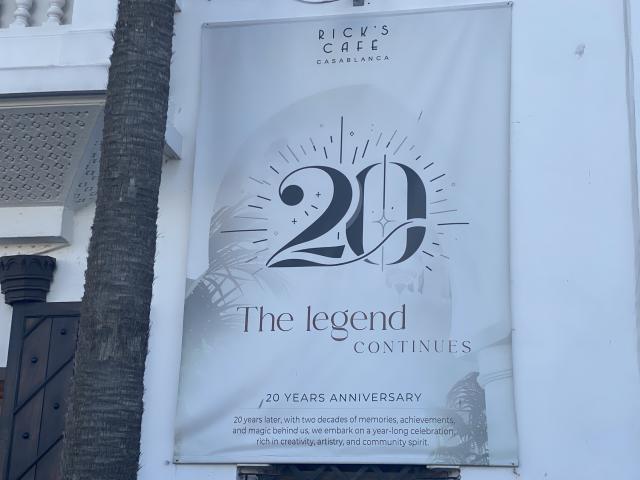 RICK'S
CAFÉ
CASABLANCA
20
The legend
CONTINUES
20 YEARS ANNIVERSARY
20 years later, with two decades of memories, achievements,
and magic behind us, we embark on a year-long celebration
rich in creativity, artistry, and community spirit.